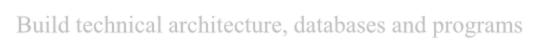 Build technical architecture, databases and programs